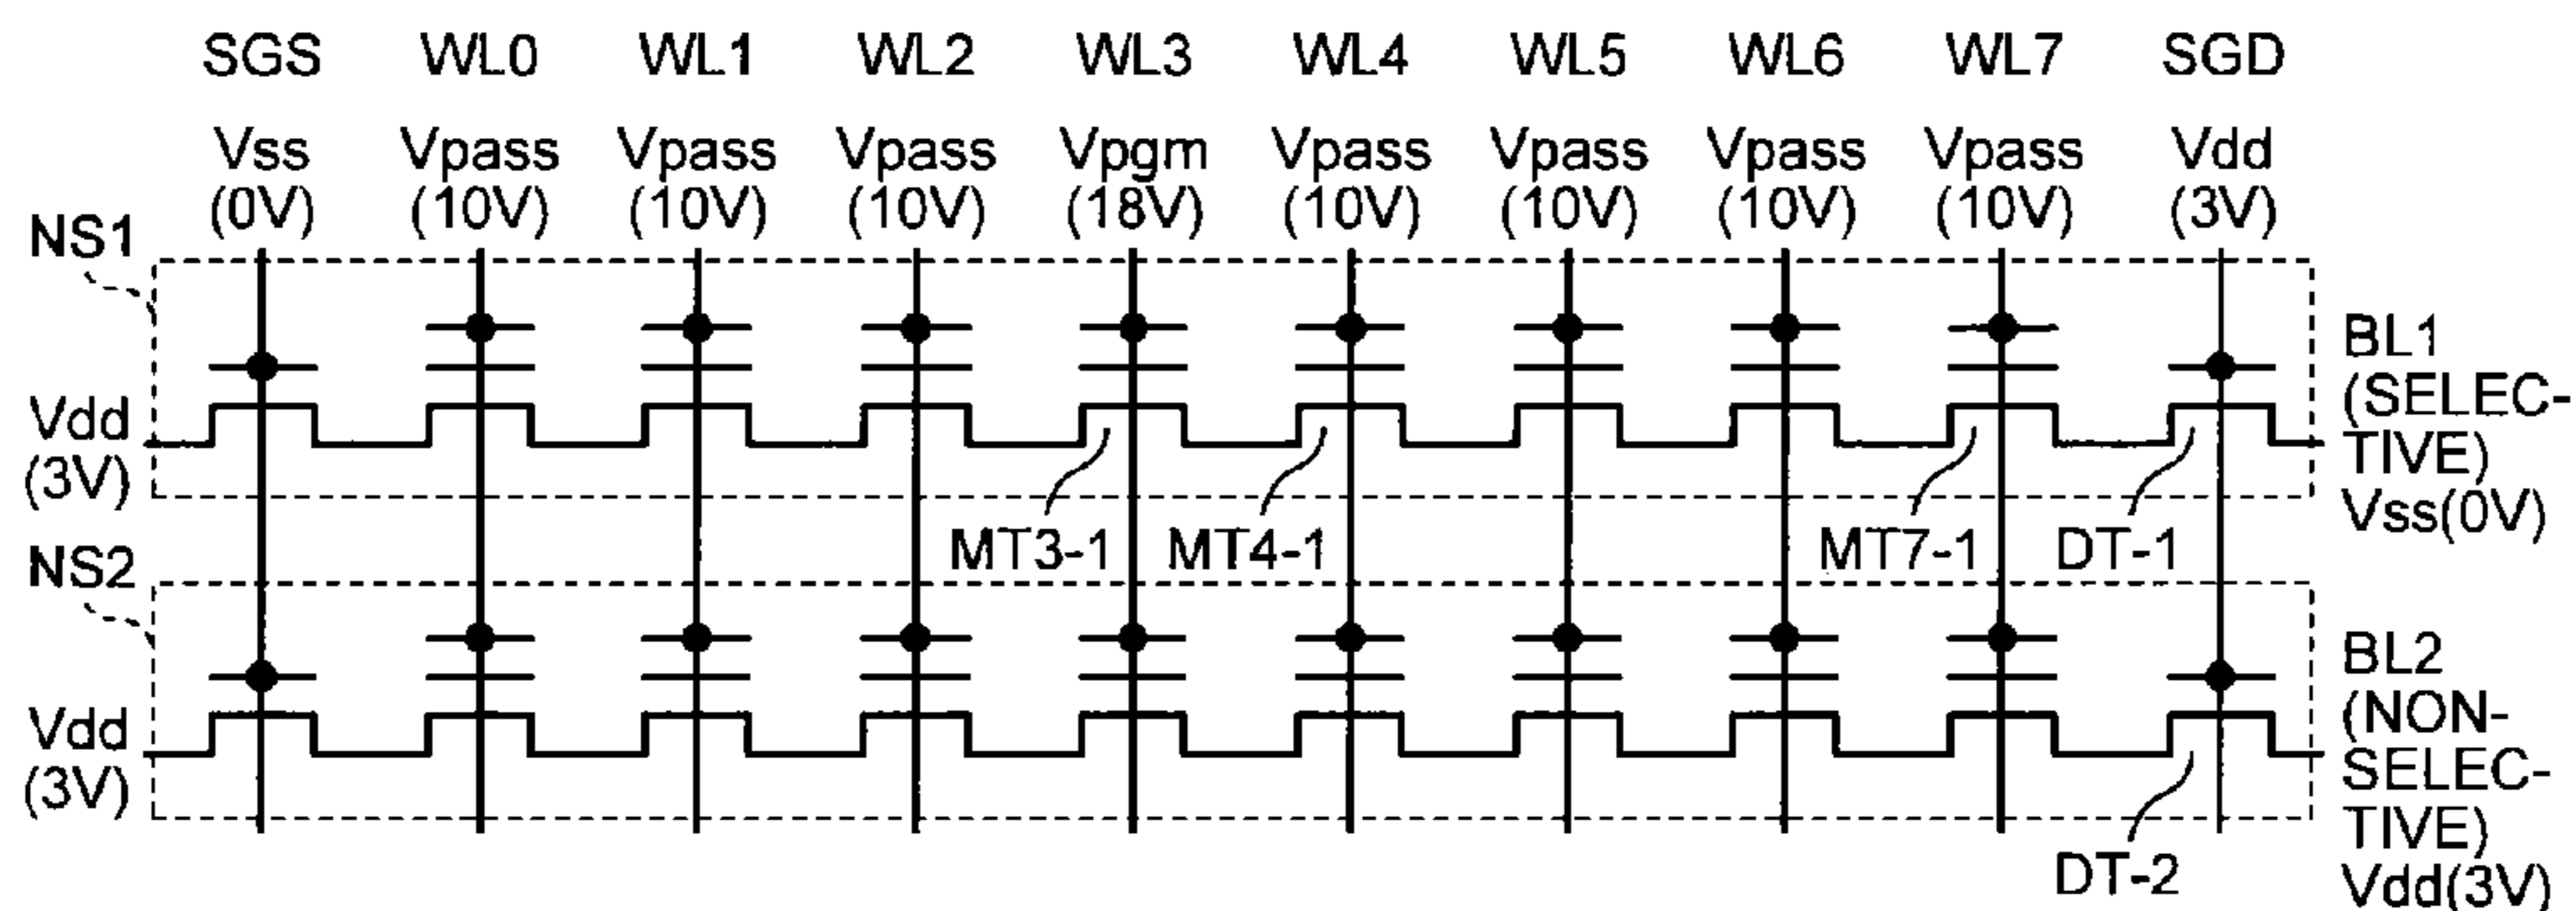 SGS WL0 WL1 WL2 WL3 WL4 WL5 WL6 WL7 SGD
Vss Vpass Vpass Vpass Vpgm Vpass Vpass Vpass Vpass Vdd
(0V) (10V) (10V) (10V) (18V) (10V) (10V) (10V) (10V) (3V)
NS1
Vdd
(3V)
BL1
(SELEC-
TIVE)
Vss(0V)
MT3-1 MT4-1 MT7-1 DT-1
NS2
Vdd
(3V)
BL2
(NON-
SELEC-
TIVE)
Vdd(3V)
DT-2